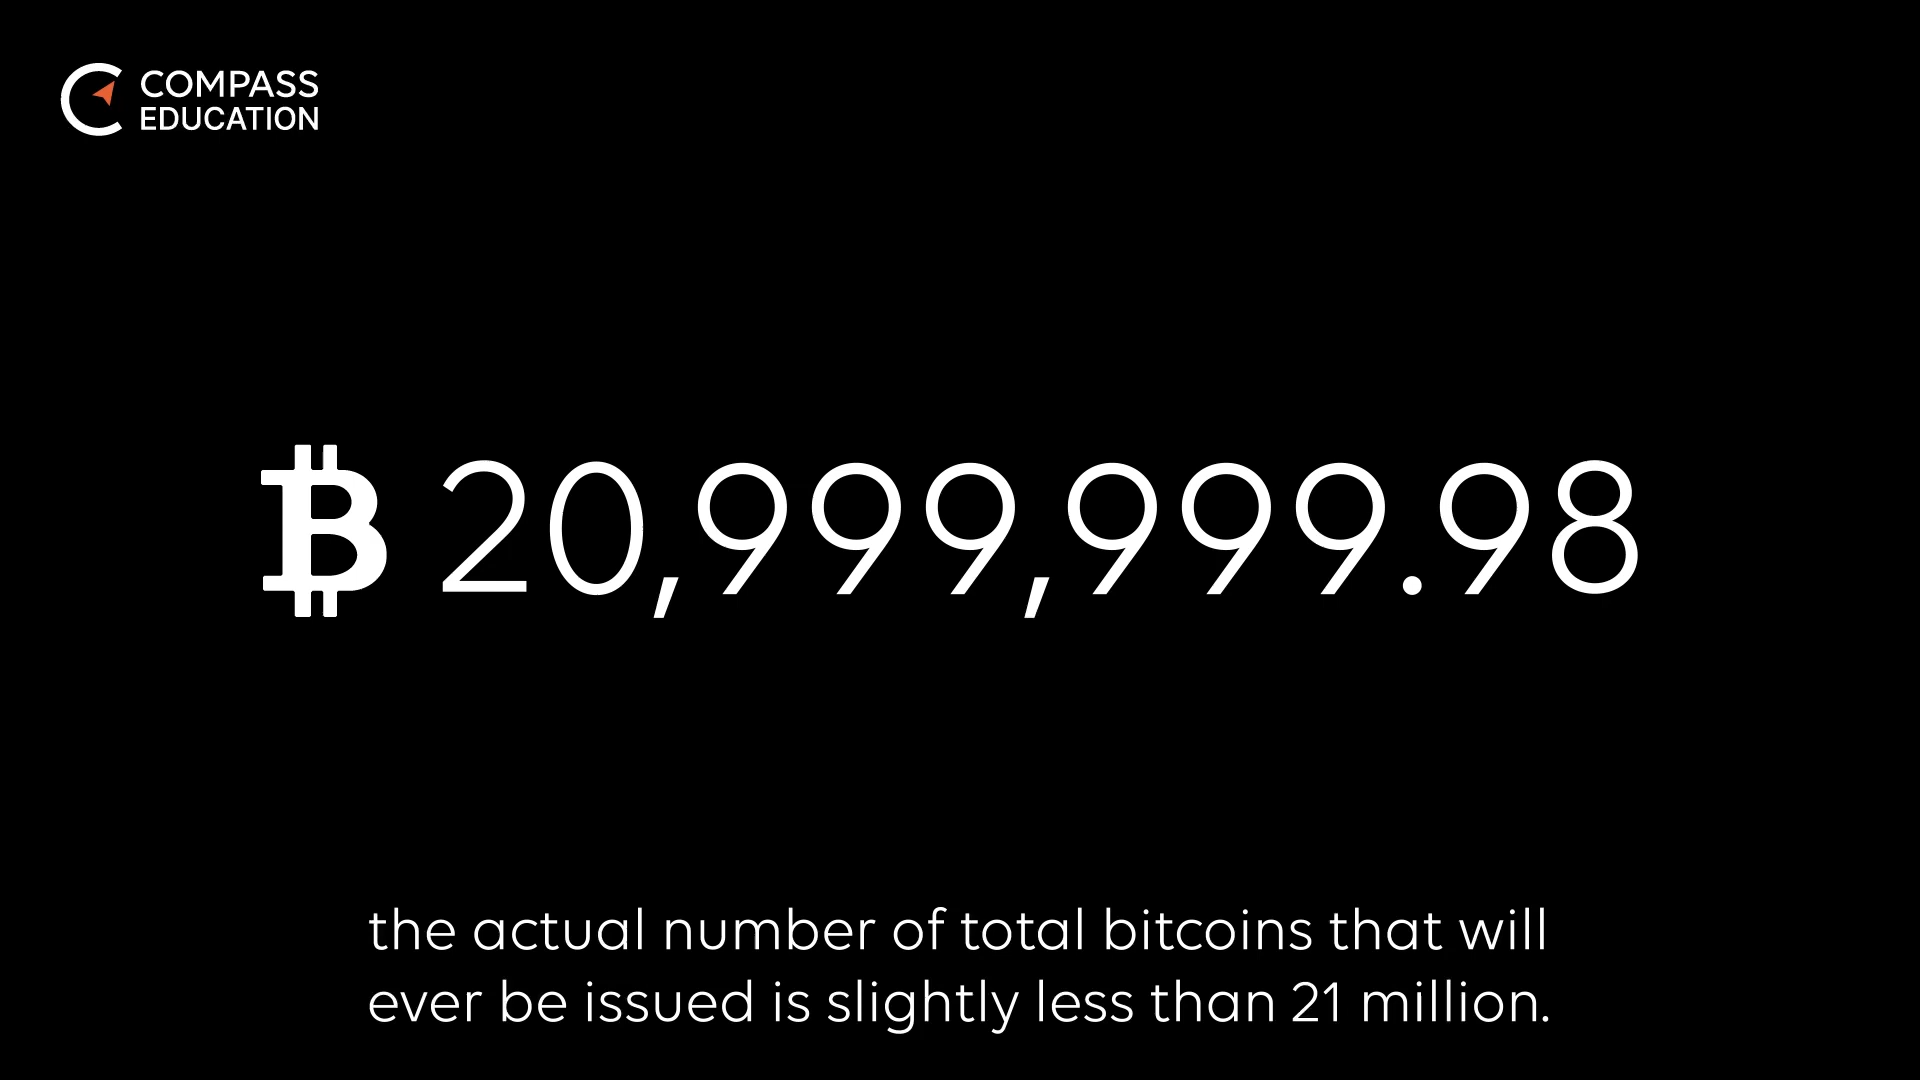 COMPASS
EDUCATION
₿ 20,999,999.98
the actual number of total bitcoins that will
ever be issued is slightly less than 21 million.